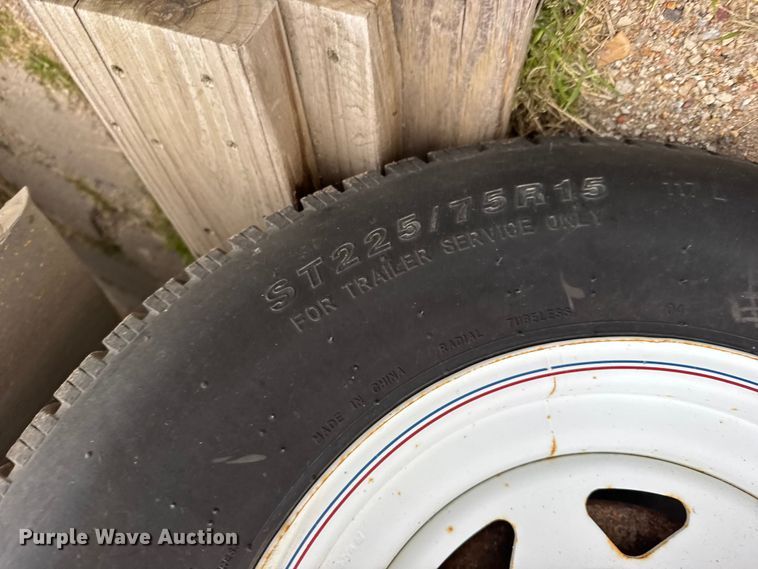 ST225/75R15
117 L
FOR TRAILER SERVICE ONLY
MADE IN CHINA RADIAL TUBELESS
Purple Wave Auction®